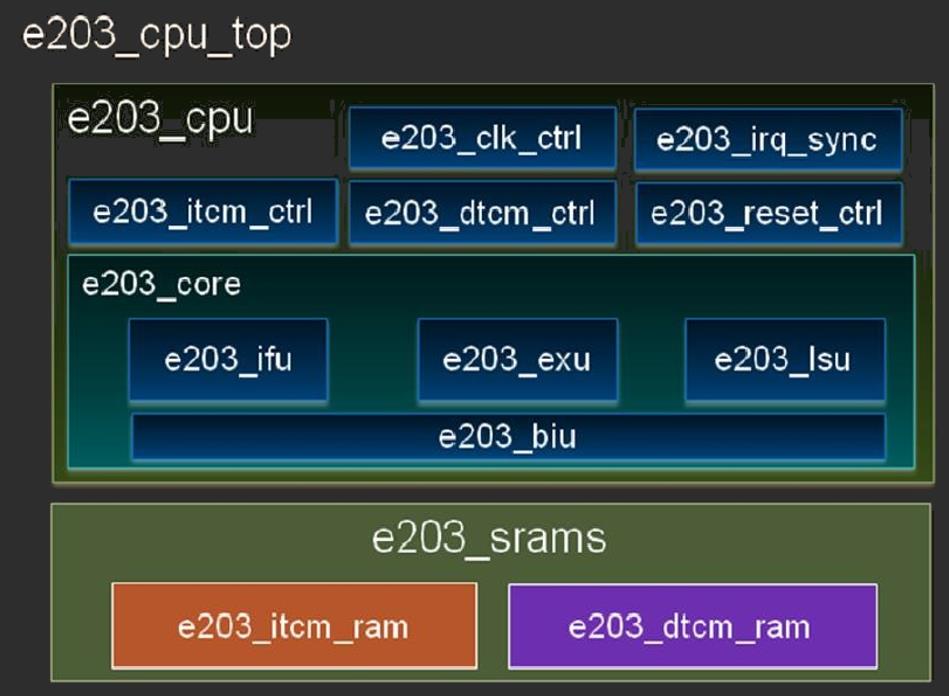 e203_cpu_top
e203_cpu
e203_clk_ctrl
e203_irq_sync
e203_itcm_ctrl
e203_dtcm_ctrl
e203_reset_ctrl
e203_core
e203_ifu
e203_exu
e203_lsu
e203_biu
e203_srams
e203_itcm_ram
e203_dtcm_ram